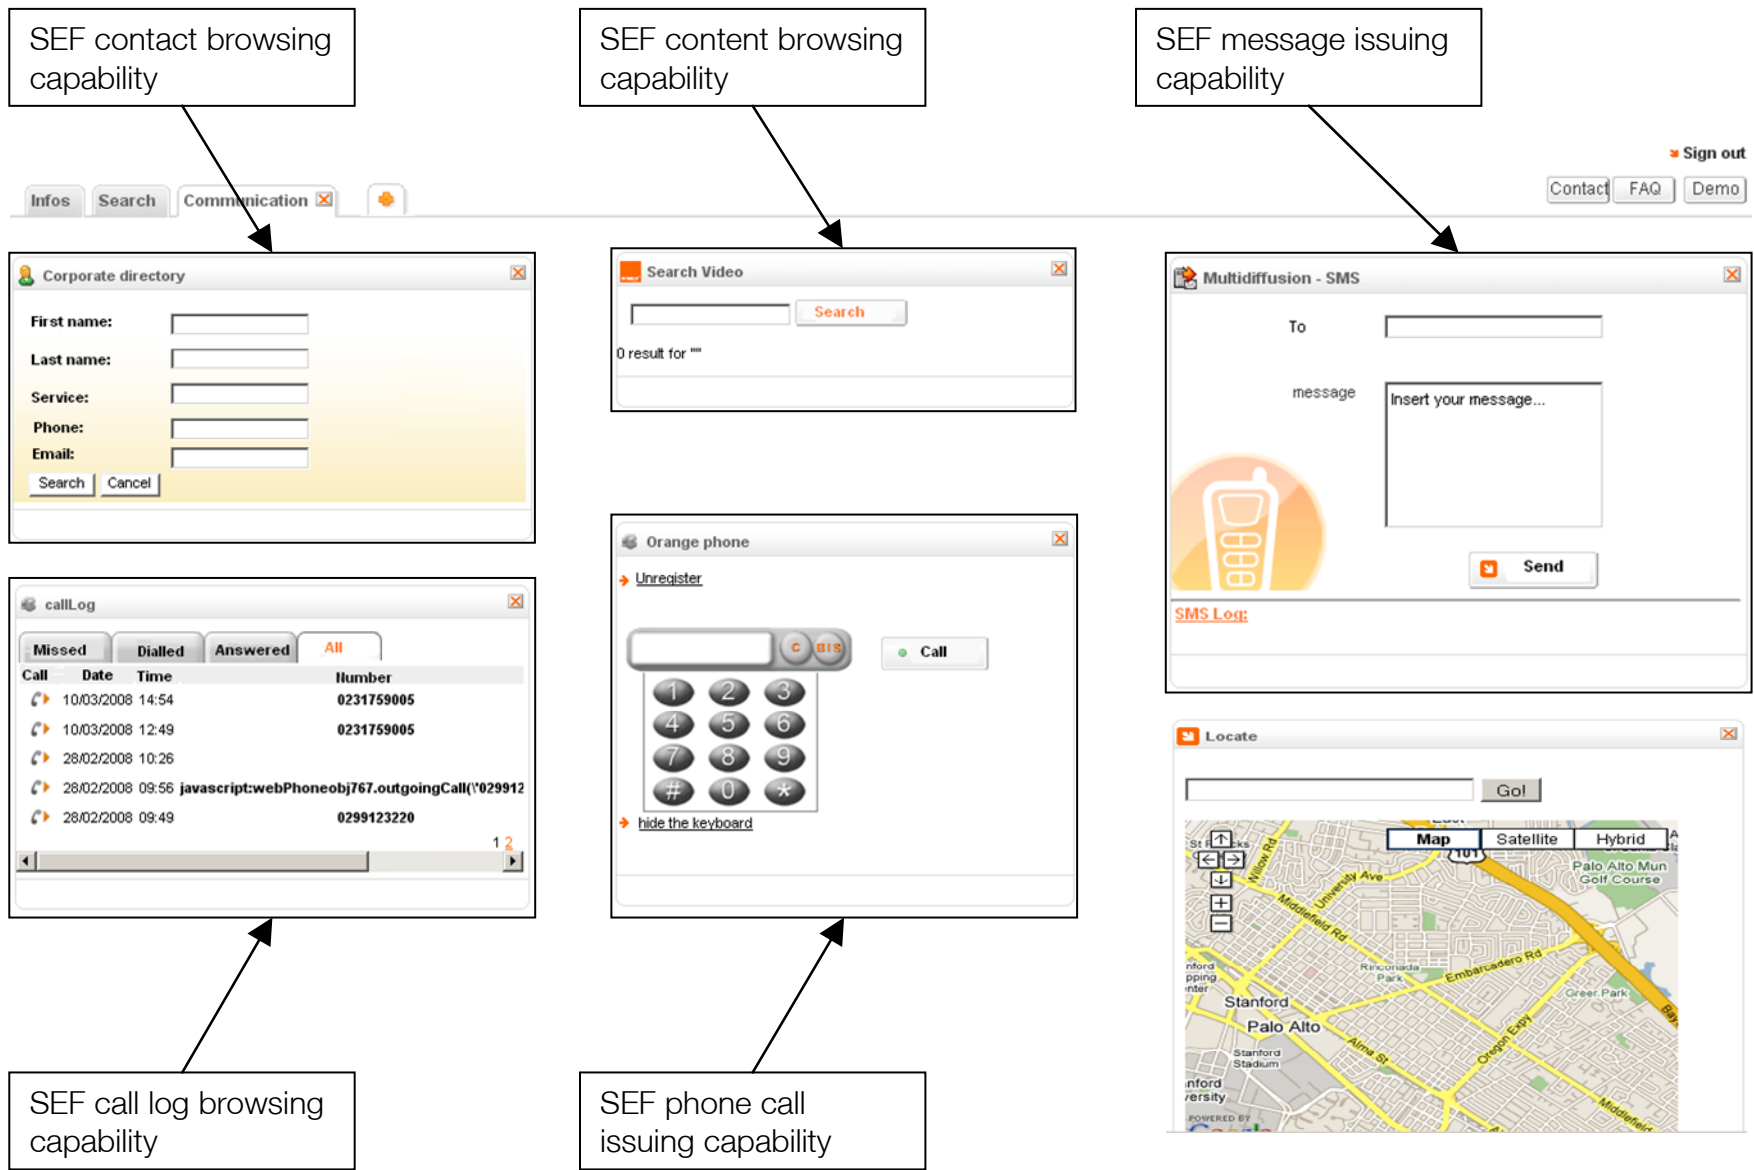 SEF contact browsing
capability
SEF content browsing
capability
SEF message issuing
capability
Sign out
Infos
Search
Communication
Contact
FAQ
Demo
Corporate directory
First name:
Last name:
Service:
Phone:
Email:
Search
Cancel
Search Video
Search
0 result for ""
Multidiffusion - SMS
To
message
Insert your message...
Send
SMS Log:
callLog
Missed
Dialled
Answered
All
Call Date Time Number
10/03/2008 14:54 0231759005
10/03/2008 12:49 0231759005
28/02/2008 10:26
28/02/2008 09:56 javascript:webPhoneobj767.outgoingCall(\'029912
28/02/2008 09:49 0299123220
1 2
Orange phone
Unregister
C
BIS
Call
1 2 3
4 5 6
7 8 9
# 0 *
hide the keyboard
Locate
Go!
Map
Satellite
Hybrid
101
Willow Rd
University Ave
Middlefield Rd
Palo Alto Mun
Golf Course
Rinconada
Park
Embarcadero Rd
Greer Park
Stanford
Palo Alto
Alma St
Oregon Expy
Stanford
Stadium
nford
versity
Middlefield
POWERED BY
SEF call log browsing
capability
SEF phone call
issuing capability